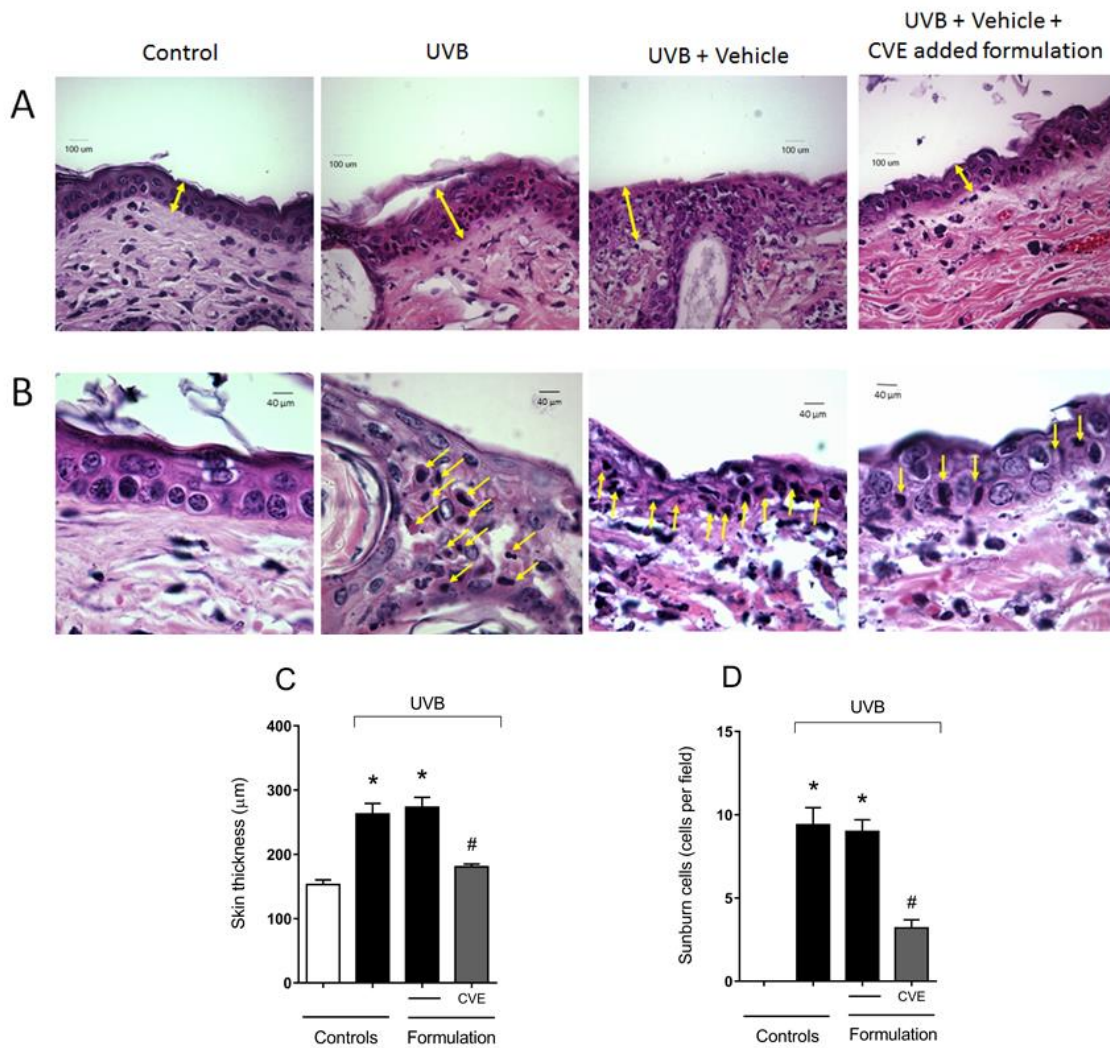 Control
UVB
UVB + Vehicle
UVB + Vehicle +
CVE added formulation
A
100 um
100 um
100 um
100 um
B
40 µm
40 µm
40 µm
40 µm
C
UVB
Skin thickness (µm)
400
300
200
100
0
*
*
#
CVE
Controls
Formulation
D
UVB
Sunburn cells (cells per field)
15
10
5
0
*
*
#
CVE
Controls
Formulation